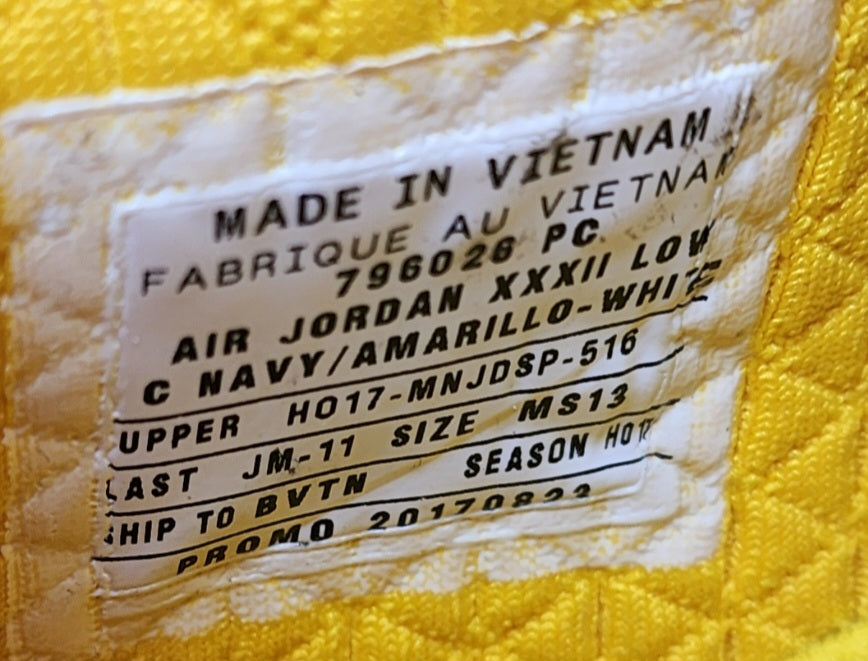 MADE IN VIETNAM
FABRIQUE AU VIETNAM
796026 PC
AIR JORDAN XXXII LOW
C NAVY/AMARILLO-WHITE
UPPER HO17-MNJDSP-516
LAST JM-11 SIZE MS13
SHIP TO BVTN SEASON HO17
PROMO 20170823